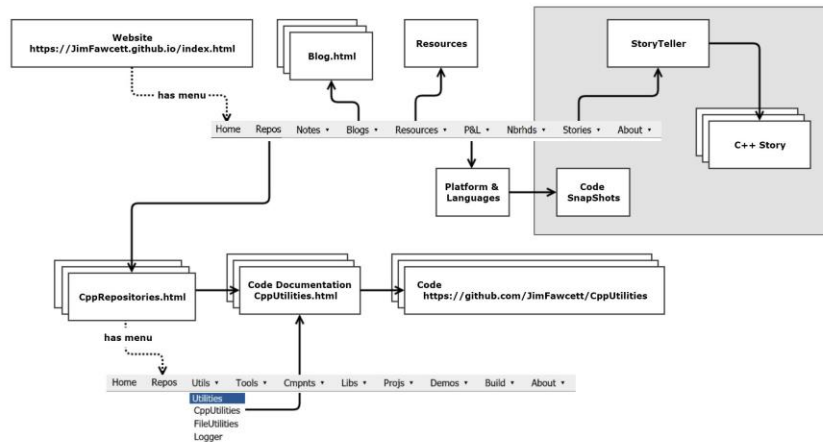 Website
https://JimFawcett.github.io/index.html
Blog.html
Resources
StoryTeller
has menu
Home Repos Notes ▾ Blogs ▾ Resources ▾ P&L ▾ Nbrhds ▾ Stories ▾ About ▾
C++ Story
Platform &
Languages
Code
SnapShots
CppRepositories.html
Code Documentation
CppUtilities.html
Code
https://github.com/JimFawcett/CppUtilities
has menu
Home Repos Utils ▾ Tools ▾ Cmpnts ▾ Libs ▾ Projs ▾ Demos ▾ Build ▾ About ▾
Utilities
CppUtilities
FileUtilities
Logger